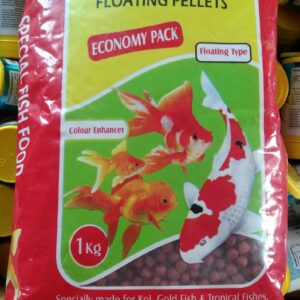 FLOATING PELLETS
ECONOMY PACK
Floating Type
SPECIAL FISH FOOD
Colour Enhancer
1Kg
Specially made for Koi, Gold Fish & Tropical Fishes